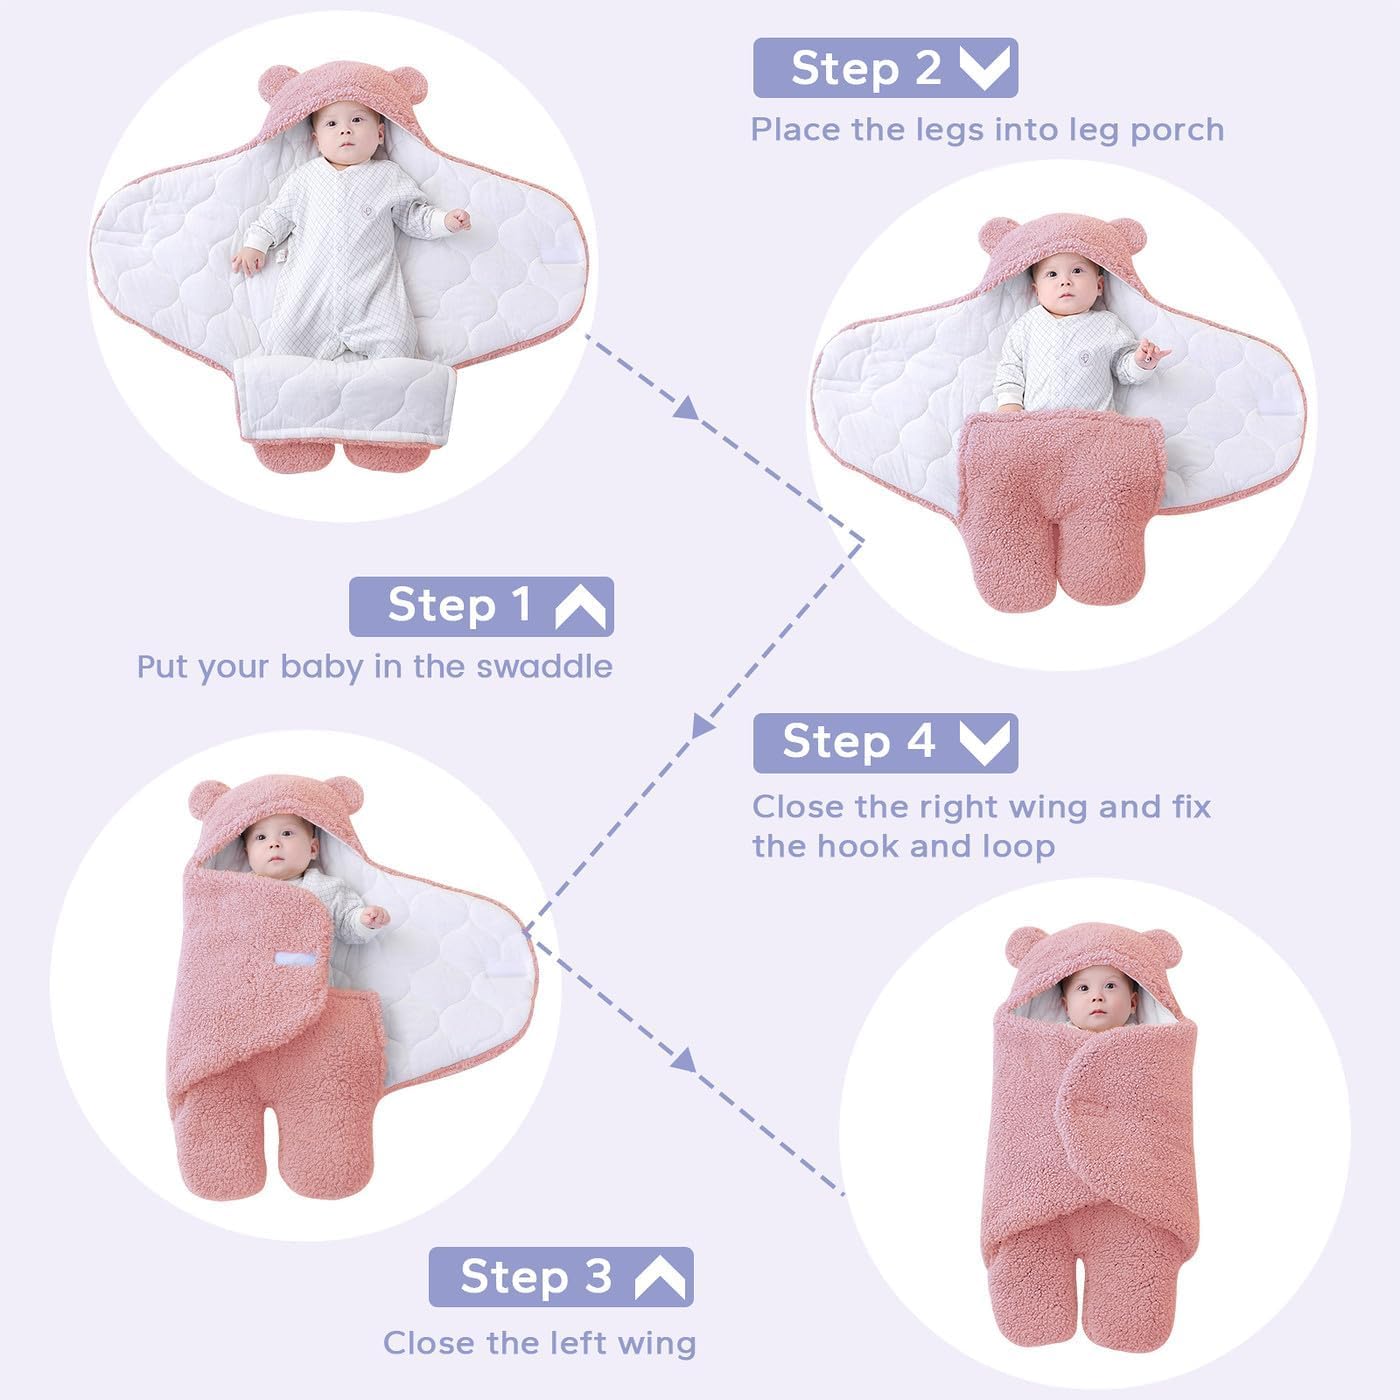 Step 1
Put your baby in the swaddle
Step 2
Place the legs into leg porch
Step 3
Close the left wing
Step 4
Close the right wing and fix
the hook and loop